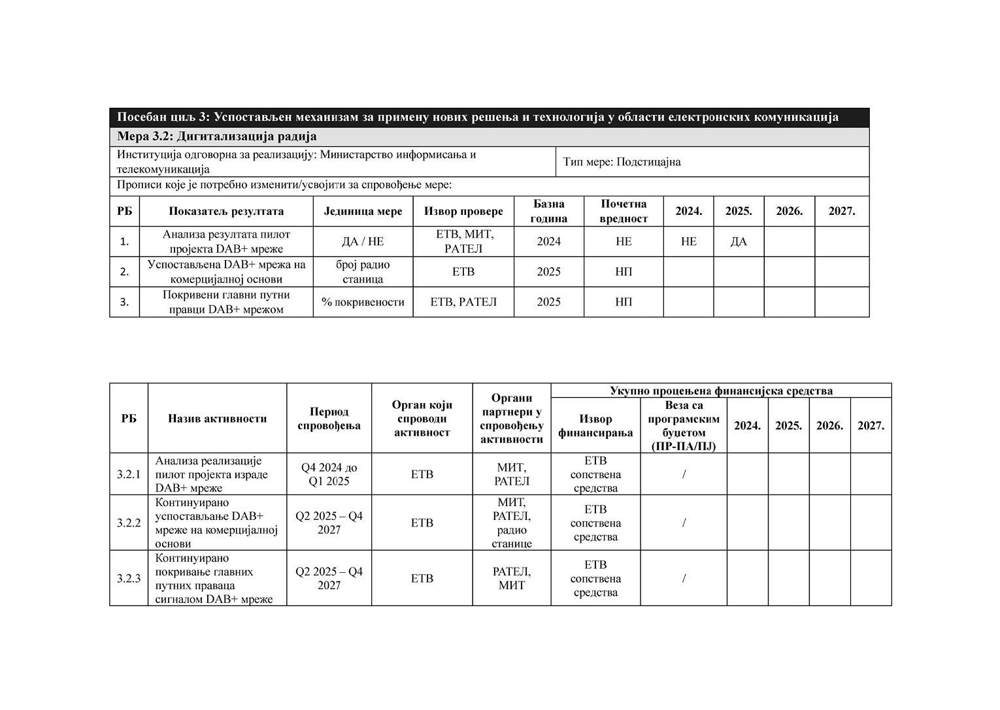 Посебан циљ 3: Успостављен механизам за примену нових решења и технологија у области електронских комуникација
Мера 3.2: Дигитализација радија
Институција одговорна за реализацију: Министарство информисања и
телекомуникација
Тип мере: Подстицајна
Прописи које је потребно изменити/усвојити за спровођење мере:
РБ
Показатељ резултата
Јединица мере
Извор провере
Базна
година
Почетна
вредност
2024.
2025.
2026.
2027.
1.
Анализа резултата пилот
пројекта DAB+ мреже
ДА / НЕ
ЕТВ, МИТ,
РАТЕЛ
2024
НЕ
НЕ
ДА
2.
Успостављена DAB+ мрежа на
комерцијалној основи
број радио
станица
ЕТВ
2025
НП
3.
Покривени главни путни
правци DAB+ мрежом
% покривености
ЕТВ, РАТЕЛ
2025
НП
РБ
Назив активности
Период
спровођења
Орган који
спроводи
активност
Органи
партнери у
спровођењу
активности
Укупно процењена финансијска средства
Извор
финансирања
Веза са
програмским
буџетом
(ПР-ПА/ПЈ)
2024.
2025.
2026.
2027.
3.2.1
Анализа реализације
пилот пројекта израде
DAB+ мреже
Q4 2024 до
Q1 2025
ЕТВ
МИТ,
РАТЕЛ
ЕТВ
сопствена
средства
/
3.2.2
Континуирано
успостављање DAB+
мреже на комерцијалној
основи
Q2 2025 – Q4
2027
ЕТВ
МИТ,
РАТЕЛ,
радио
станице
ЕТВ
сопствена
средства
/
3.2.3
Континуирано
покривање главних
путних праваца
сигналом DAB+ мреже
Q2 2025 – Q4
2027
ЕТВ
РАТЕЛ,
МИТ
ЕТВ
сопствена
средства
/